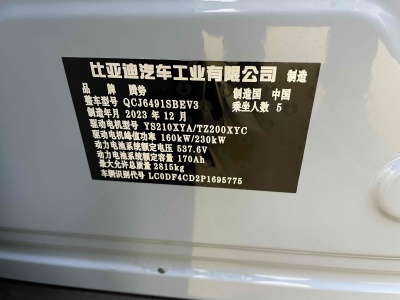 比亚迪汽车工业有限公司 制造
品牌 腾势 制造国 中国
整车型号 QCJ6491SBEV3 乘坐人数 5
制造年月 2023 年 12 月
驱动电机型号 YS210XYA/TZ200XYC
驱动电机峰值功率 160kW/230kW
动力电池系统额定电压 537.6V
动力电池系统额定容量 170Ah
最大允许总质量 2815kg
车辆识别代号 LC0DF4CD2P1695775